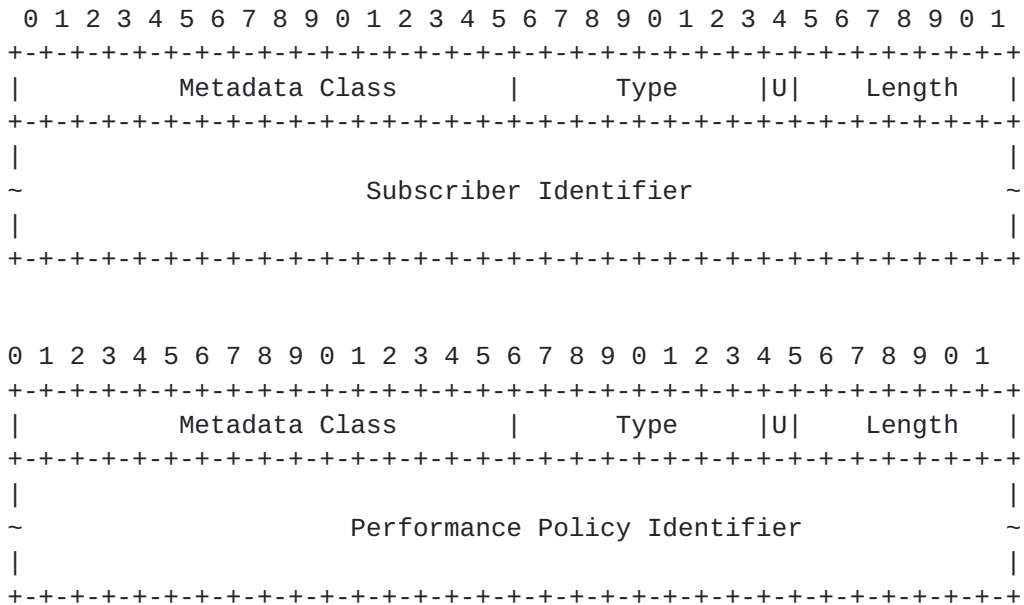 0 1 2 3 4 5 6 7 8 9 0 1 2 3 4 5 6 7 8 9 0 1 2 3 4 5 6 7 8 9 0 1
+-+-+-+-+-+-+-+-+-+-+-+-+-+-+-+-+-+-+-+-+-+-+-+-+-+-+-+-+-+-+-+-+
|          Metadata Class       |      Type     |U|    Length   |
+-+-+-+-+-+-+-+-+-+-+-+-+-+-+-+-+-+-+-+-+-+-+-+-+-+-+-+-+-+-+-+-+
|                                                               |
~                      Subscriber Identifier                    ~
|                                                               |
+-+-+-+-+-+-+-+-+-+-+-+-+-+-+-+-+-+-+-+-+-+-+-+-+-+-+-+-+-+-+-+-+
0 1 2 3 4 5 6 7 8 9 0 1 2 3 4 5 6 7 8 9 0 1 2 3 4 5 6 7 8 9 0 1
+-+-+-+-+-+-+-+-+-+-+-+-+-+-+-+-+-+-+-+-+-+-+-+-+-+-+-+-+-+-+-+-+
|          Metadata Class       |      Type     |U|    Length   |
+-+-+-+-+-+-+-+-+-+-+-+-+-+-+-+-+-+-+-+-+-+-+-+-+-+-+-+-+-+-+-+-+
|                                                               |
~                     Performance Policy Identifier             ~
|                                                               |
+-+-+-+-+-+-+-+-+-+-+-+-+-+-+-+-+-+-+-+-+-+-+-+-+-+-+-+-+-+-+-+-+